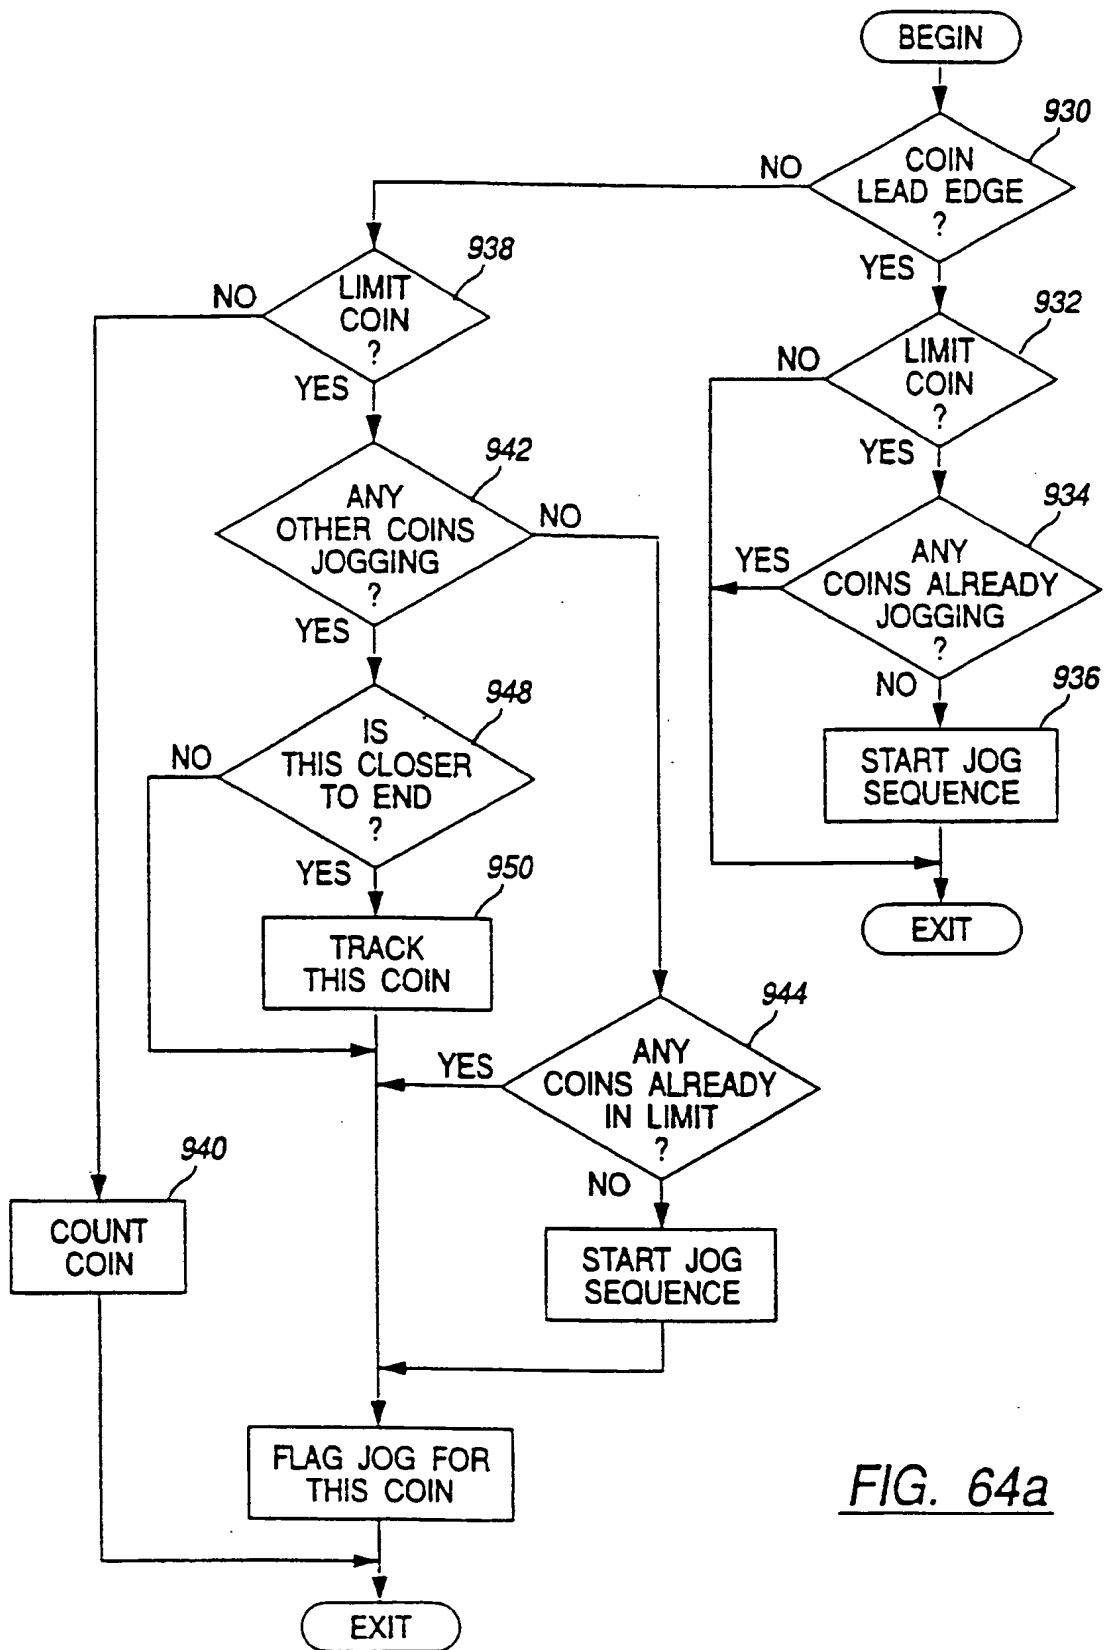 BEGIN
930
COIN
LEAD EDGE
?
NO
YES
938
LIMIT
COIN
?
NO
YES
932
LIMIT
COIN
?
NO
YES
942
ANY
OTHER COINS
JOGGING
?
NO
YES
934
ANY
COINS ALREADY
JOGGING
?
YES
NO
936
START JOG
SEQUENCE
EXIT
948
IS
THIS CLOSER
TO END
?
NO
YES
950
TRACK
THIS COIN
944
ANY
COINS ALREADY
IN LIMIT
?
YES
NO
940
COUNT
COIN
START JOG
SEQUENCE
FLAG JOG FOR
THIS COIN
EXIT
FIG. 64a